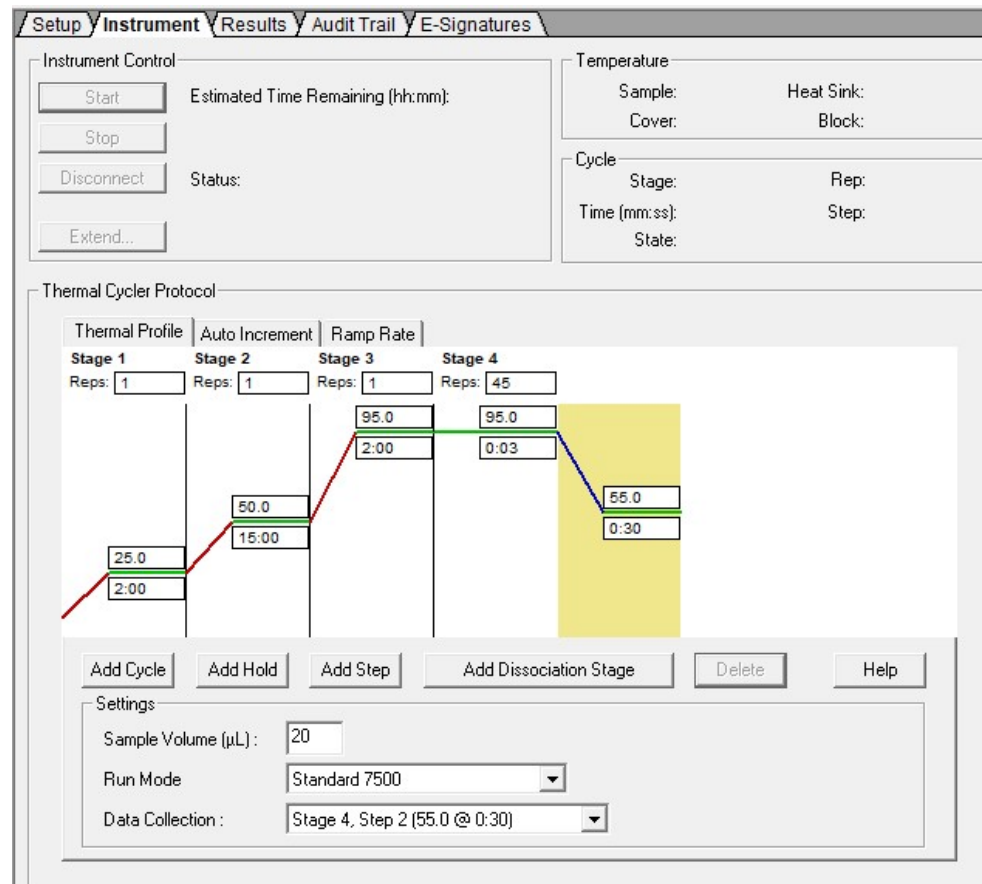 Setup Instrument Results Audit Trail E-Signatures
Instrument Control
Start
Estimated Time Remaining (hh:mm):
Stop
Disconnect
Status:
Extend...
Temperature
Sample: Heat Sink:
Cover: Block:
Cycle
Stage: Rep:
Time (mm:ss): Step:
State:
Thermal Cycler Protocol
Thermal Profile Auto Increment Ramp Rate
Stage 1 Stage 2 Stage 3 Stage 4
Reps: 1 Reps: 1 Reps: 1 Reps: 45
95.0 95.0
2:00 0:03
50.0 55.0
15:00 0:30
25.0
2:00
Add Cycle Add Hold Add Step Add Dissociation Stage Delete Help
Settings
Sample Volume (µL) : 20
Run Mode Standard 7500
Data Collection : Stage 4, Step 2 (55.0 @ 0:30)